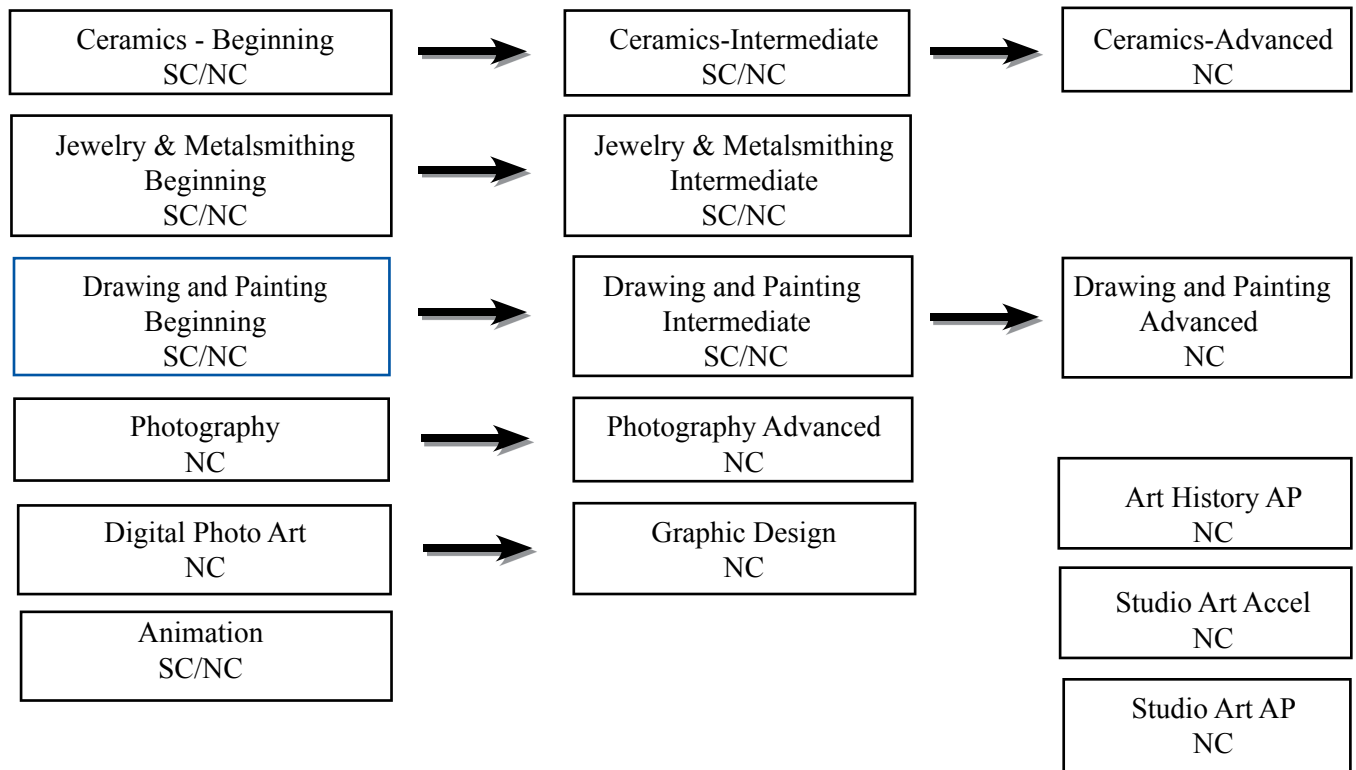 Ceramics - Beginning
SC/NC
Ceramics-Intermediate
SC/NC
Ceramics-Advanced
NC
Jewelry & Metalsmithing
Beginning
SC/NC
Jewelry & Metalsmithing
Intermediate
SC/NC
Drawing and Painting
Beginning
SC/NC
Drawing and Painting
Intermediate
SC/NC
Drawing and Painting
Advanced
NC
Photography
NC
Photography Advanced
NC
Art History AP
NC
Digital Photo Art
NC
Graphic Design
NC
Studio Art Accel
NC
Animation
SC/NC
Studio Art AP
NC